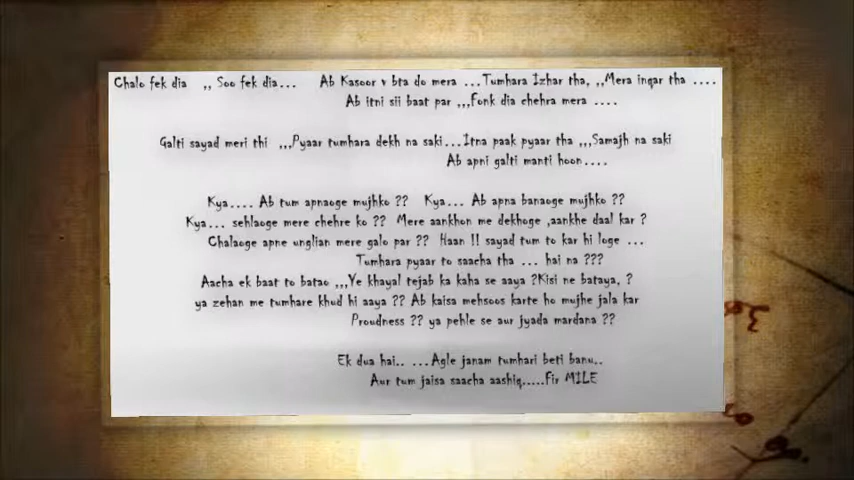 Chalo fek dia ,, Soo fek dia... Ab Kasoor v bta do mera ...Tumhara Izhar tha, ,,Mera inqar tha ....
Ab itni sii baat par ,,,Fonk dia chehra mera ....
Galti sayad meri thi ,,,Pyaar tumhara dekh na saki...Itna paak pyaar tha ,,,Samajh na saki
Ab apni galti manti hoon....
Kya.... Ab tum apnaoge mujhko ?? Kya... Ab apna banaoge mujhko ??
Kya... sehlaoge mere chehre ko ?? Mere aankhon me dekhoge ,aankhe daal kar ?
Chalaoge apne unglian mere galo par ?? Haan !! sayad tum to kar hi loge ...
Tumhara pyaar to saacha tha ... hai na ???
Aacha ek baat to batao ,,,Ye khayal tejab ka kaha se aaya ?Kisi ne bataya, ?
ya zehan me tumhare khud hi aaya ?? Ab kaisa mehsoos karte ho mujhe jala kar
Proudness ?? ya pehle se aur jyada mardana ??
Ek dua hai.. ...Agle janam tumhari beti banu..
Aur tum jaisa saacha aashiq.....Fir MILE